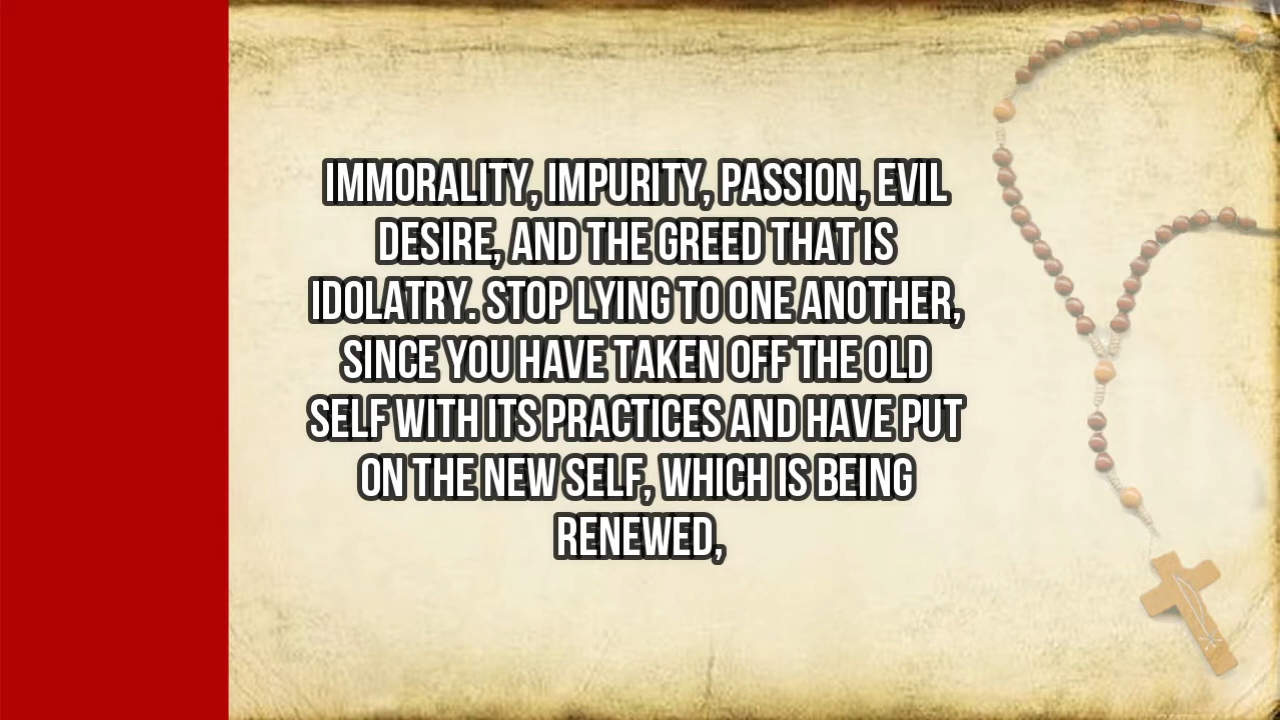 IMMORALITY, IMPURITY, PASSION, EVIL
DESIRE, AND THE GREED THAT IS
IDOLATRY. STOP LYING TO ONE ANOTHER,
SINCE YOU HAVE TAKEN OFF THE OLD
SELF WITH ITS PRACTICES AND HAVE PUT
ON THE NEW SELF, WHICH IS BEING
RENEWED,